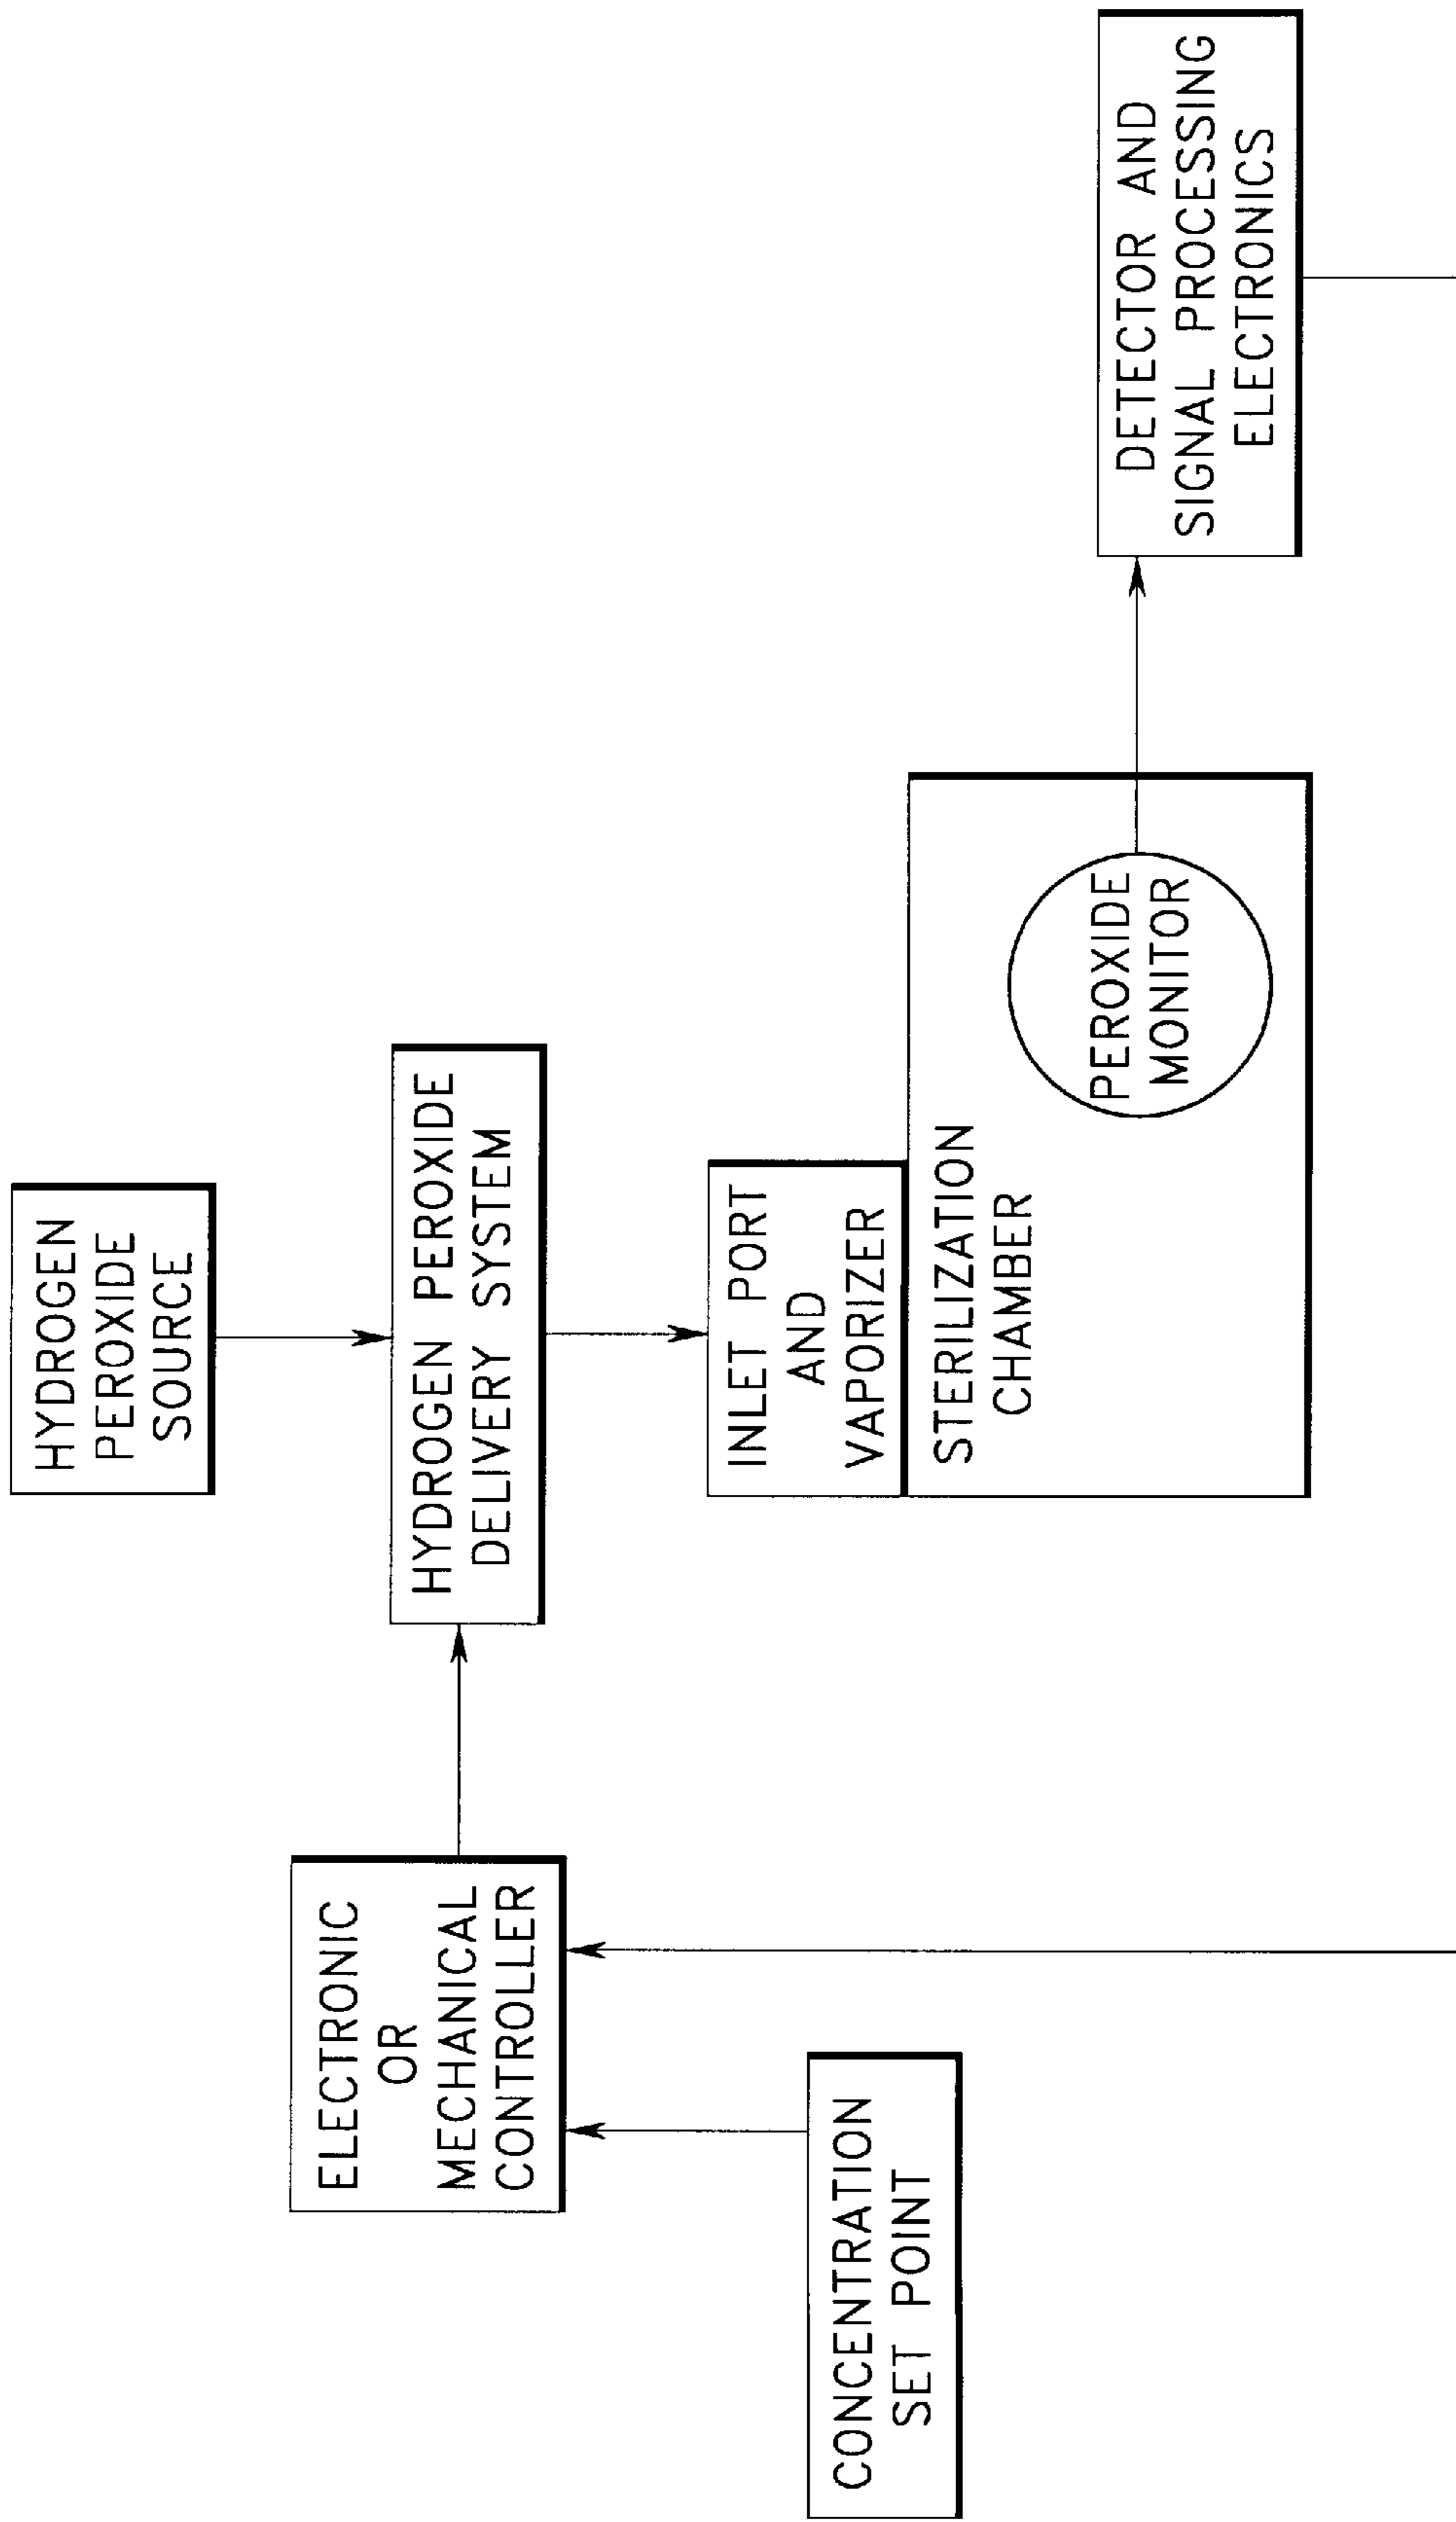 HYDROGEN
PEROXIDE
SOURCE
ELECTRONIC
OR
MECHANICAL
CONTROLLER
HYDROGEN PEROXIDE
DELIVERY SYSTEM
INLET PORT
AND
VAPORIZER
CONCENTRATION
SET POINT
STERILIZATION
CHAMBER
PEROXIDE
MONITOR
DETECTOR AND
SIGNAL PROCESSING
ELECTRONICS